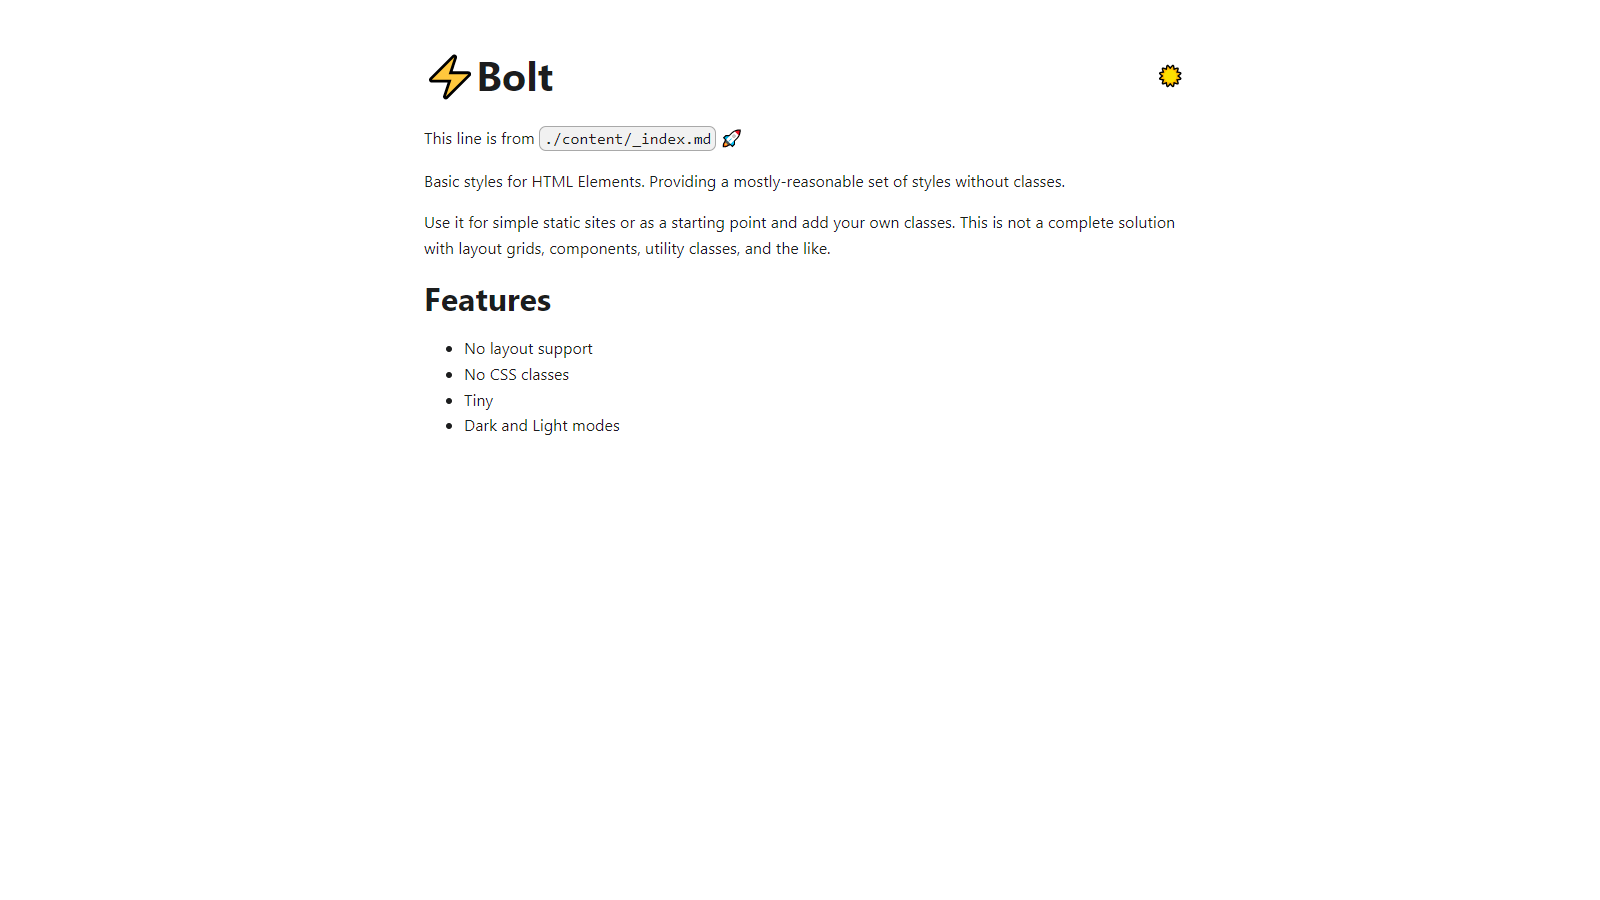 ⚡Bolt
This line is from ./content/_index.md 🚀
Basic styles for HTML Elements. Providing a mostly-reasonable set of styles without classes.
Use it for simple static sites or as a starting point and add your own classes. This is not a complete solution
with layout grids, components, utility classes, and the like.
Features
• No layout support
• No CSS classes
• Tiny
• Dark and Light modes